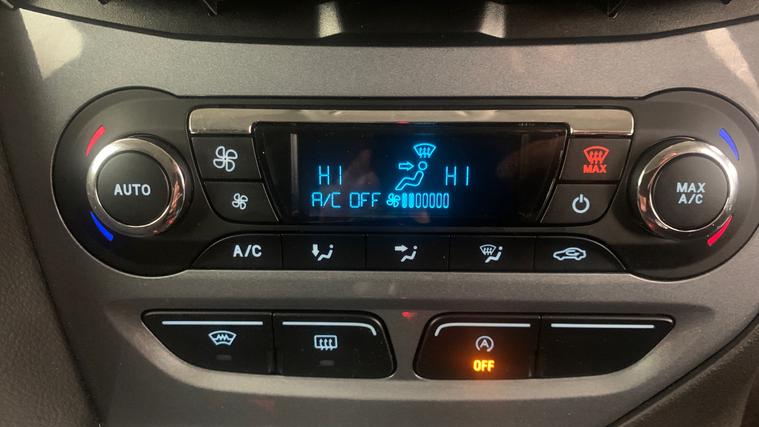 HI HI
A/C OFF
AUTO
MAX
MAX
A/C
A/C
A
OFF